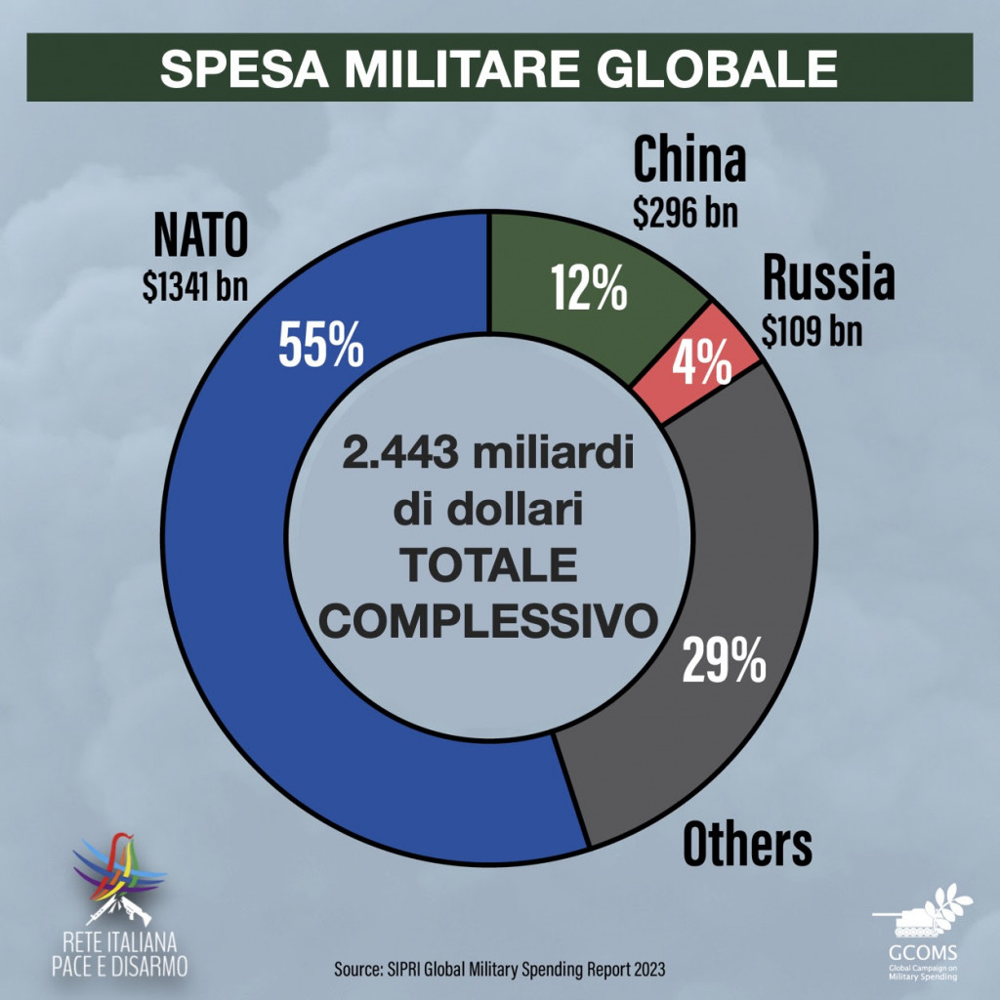 SPESA MILITARE GLOBALE
China
$296 bn
NATO
$1341 bn
Russia
$109 bn
12%
55%
4%
2.443 miliardi
di dollari
TOTALE
COMPLESSIVO
29%
Others
RETE ITALIANA
PACE E DISARMO
Source: SIPRI Global Military Spending Report 2023
GCOMS
Global Campaign on
Military Spending